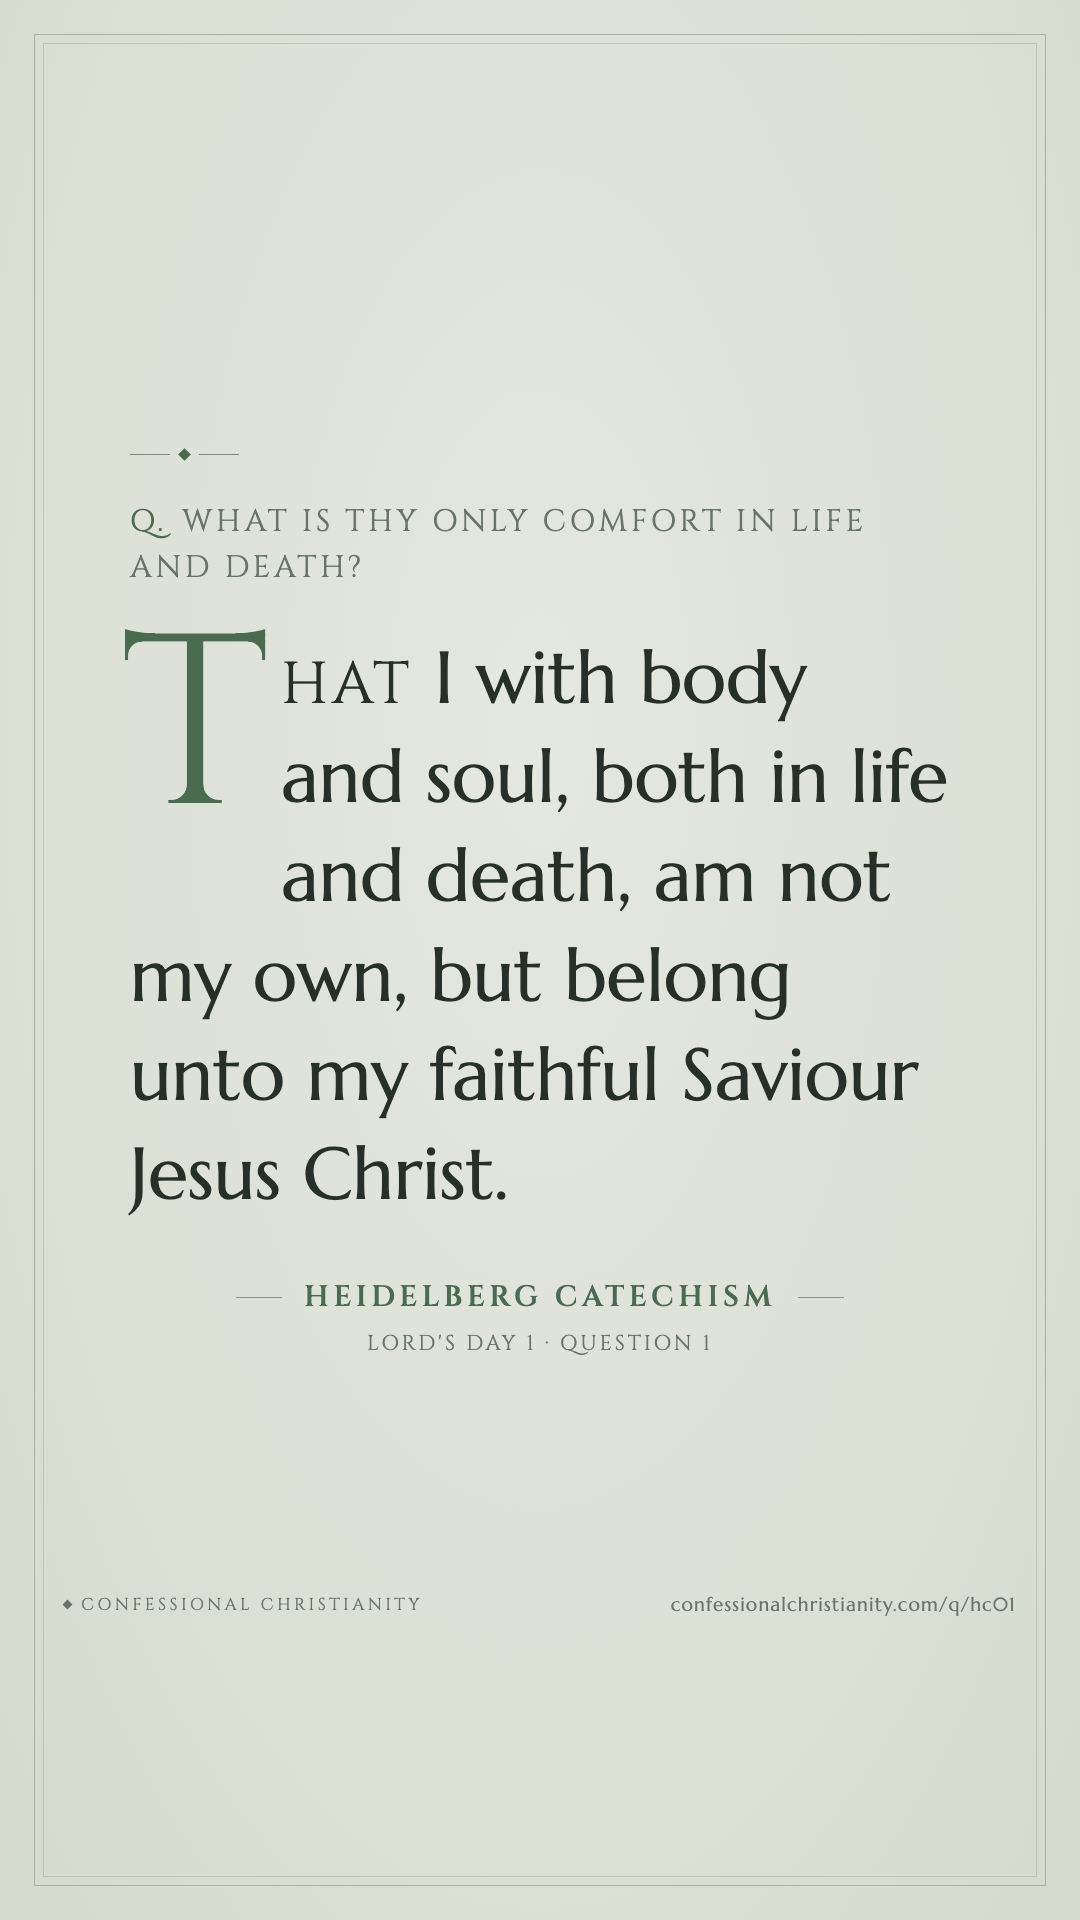 Q. WHAT IS THY ONLY COMFORT IN LIFE
AND DEATH?
THAT I with body
and soul, both in life
and death, am not
my own, but belong
unto my faithful Saviour
Jesus Christ.
HEIDELBERG CATECHISM
LORD'S DAY 1 · QUESTION 1
CONFESSIONAL CHRISTIANITY
confessionalchristianity.com/q/hc01